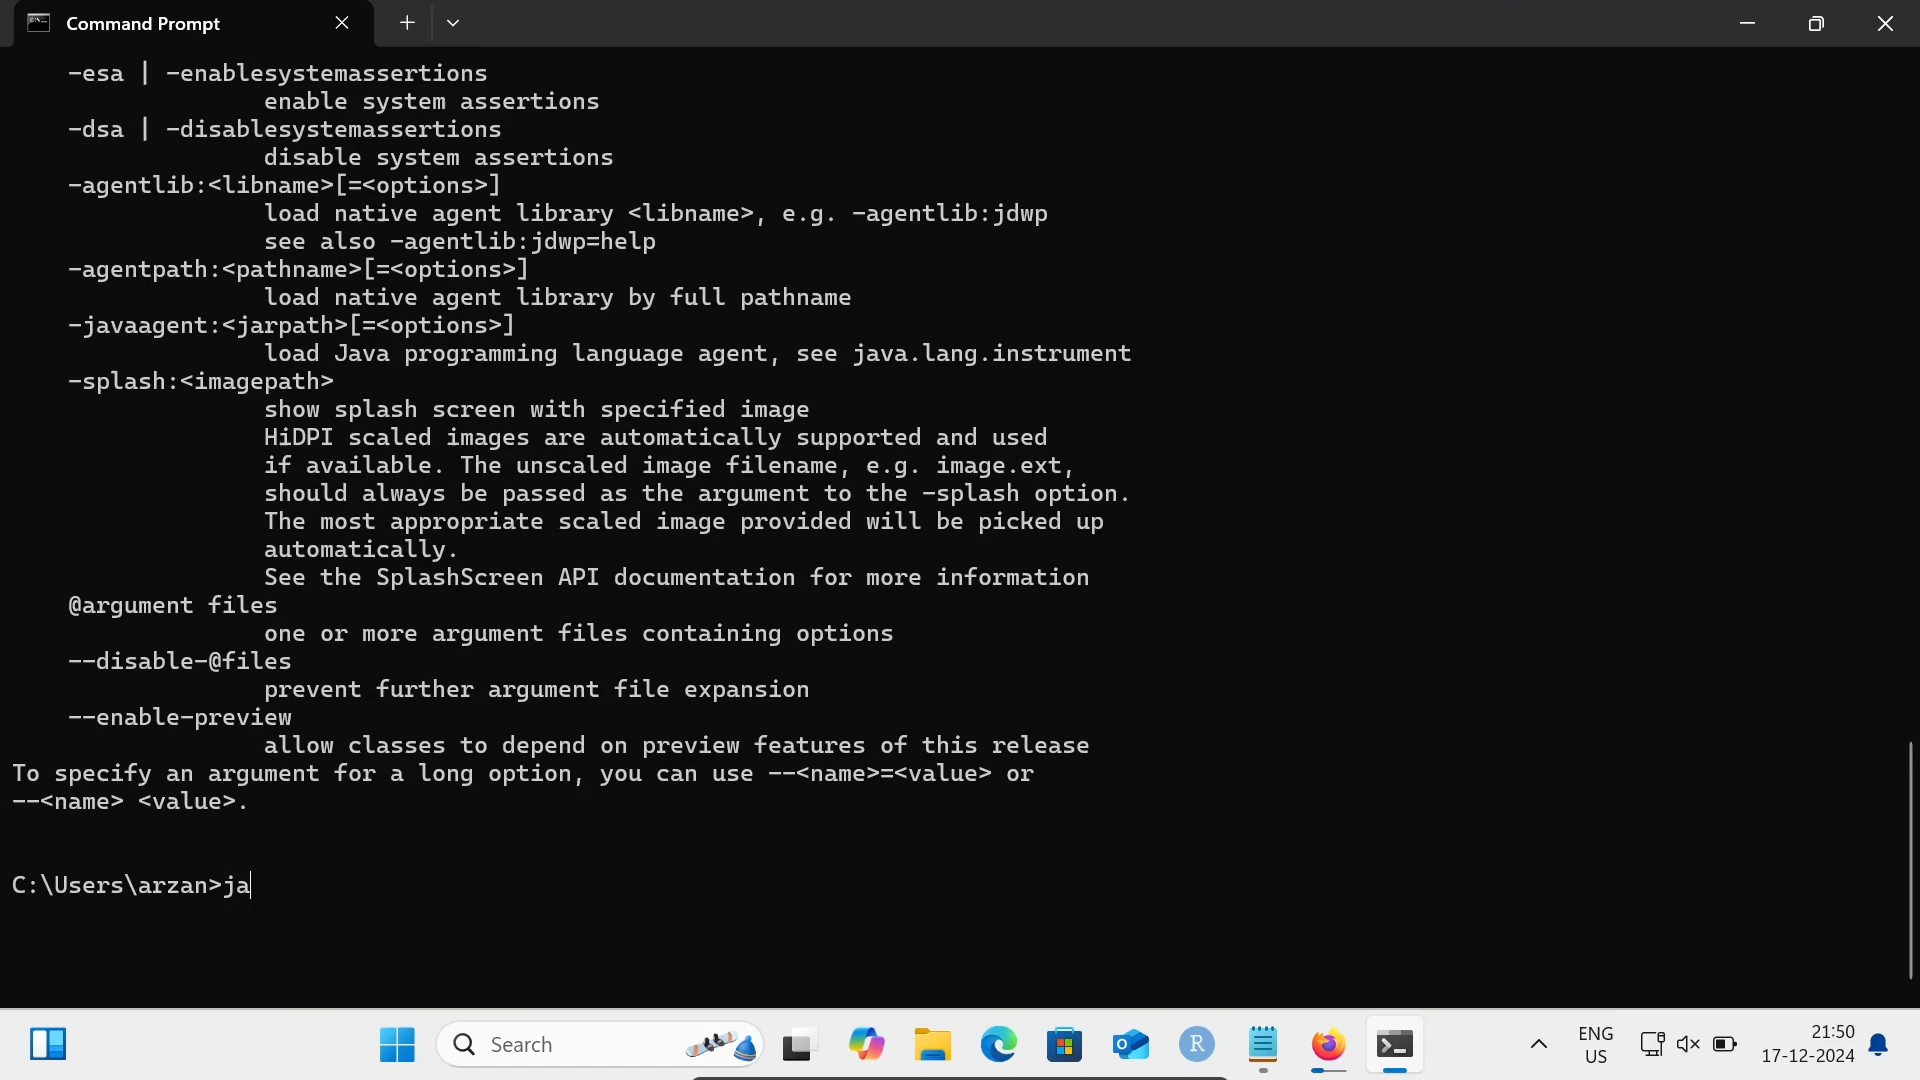 Command Prompt
-esa | -enablesystemassertions
enable system assertions
-dsa | -disablesystemassertions
disable system assertions
-agentlib:<libname>[=<options>]
load native agent library <libname>, e.g. -agentlib:jdwp
see also -agentlib:jdwp=help
-agentpath:<pathname>[=<options>]
load native agent library by full pathname
-javaagent:<jarpath>[=<options>]
load Java programming language agent, see java.lang.instrument
-splash:<imagepath>
show splash screen with specified image
HiDPI scaled images are automatically supported and used
if available. The unscaled image filename, e.g. image.ext,
should always be passed as the argument to the -splash option.
The most appropriate scaled image provided will be picked up
automatically.
See the SplashScreen API documentation for more information
@argument files
one or more argument files containing options
--disable-@files
prevent further argument file expansion
--enable-preview
allow classes to depend on preview features of this release
To specify an argument for a long option, you can use --<name>=<value> or
--<name> <value>.
C:\Users\arzan>ja
Search
R
ENG
US
21:50
17-12-2024